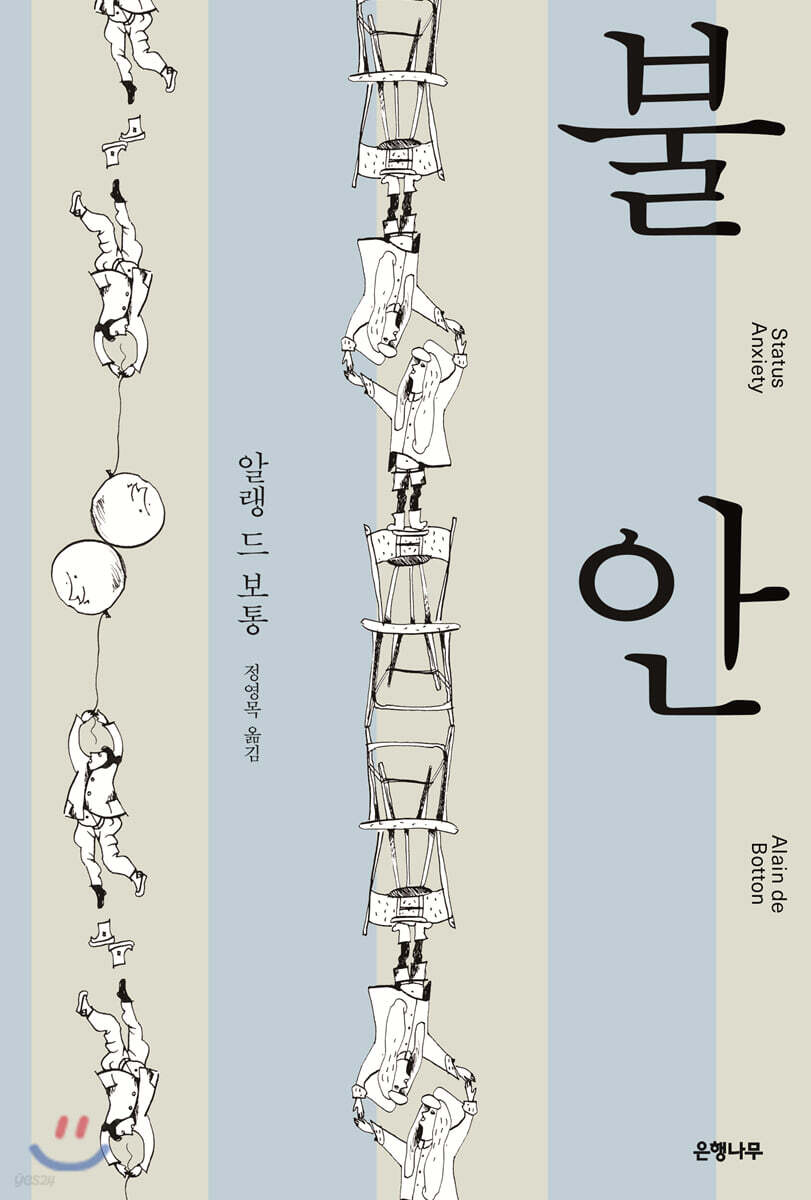 불안
Status
Anxiety
알랭 드 보통
정영목 옮김
Alain de
Botton
은행나무
yes24